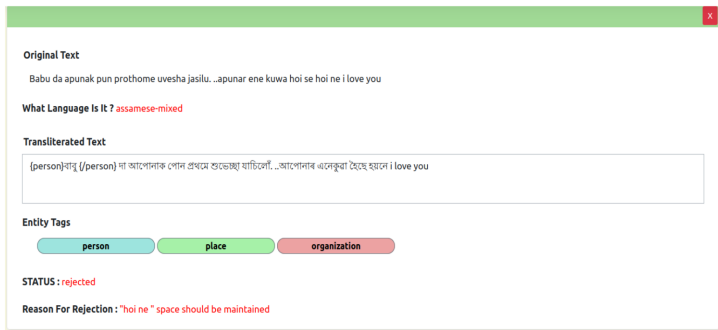 X
Original Text
Babu da apunak pun prothome uvesha jasilu. ..apunar ene kuwa hoi se hoi ne i love you
What Language Is It ? assamese-mixed
Transliterated Text
{person}বাবু {/person} দা আপোনাক পোন প্ৰথমে শুভেচ্ছা যাচিলোঁ. ..আপোনাৰ এনেকুৱা হৈছে হয়নে i love you
Entity Tags
person place organization
STATUS : rejected
Reason For Rejection : "hoi ne " space should be maintained